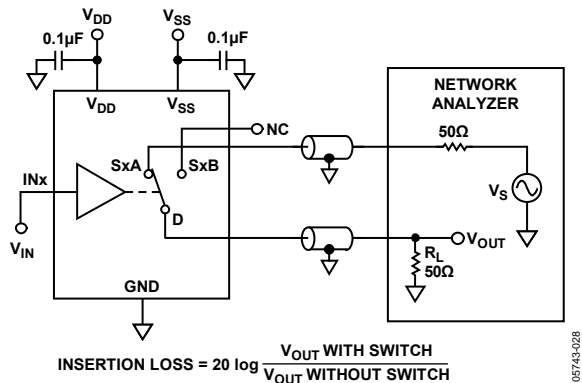 VDD
VSS
0.1µF
0.1µF
VDD
VSS
NETWORK
ANALYZER
NC
50Ω
SxA
SxB
INx
VS
D
VOUT
VIN
RL
50Ω
GND
INSERTION LOSS = 20 log VOUT WITH SWITCH
VOUT WITHOUT SWITCH
05743-028